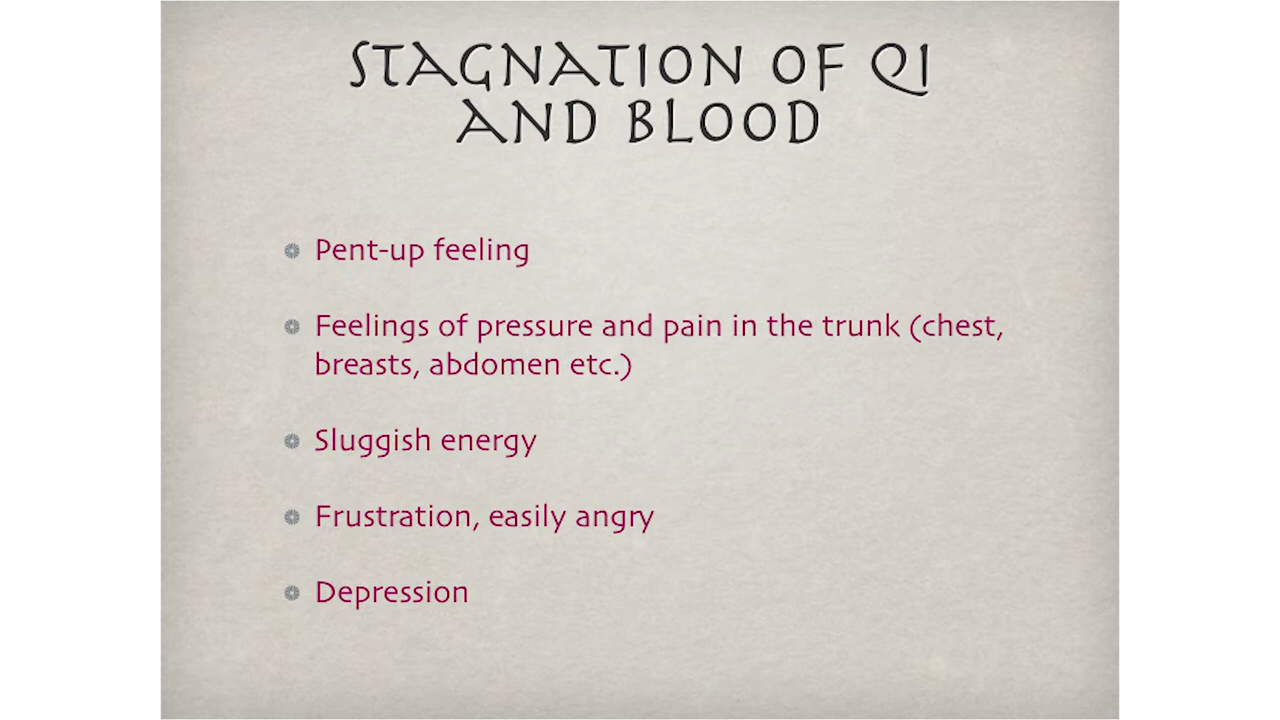 STAGNATION OF QI
AND BLOOD
Pent-up feeling
Feelings of pressure and pain in the trunk (chest,
breasts, abdomen etc.)
Sluggish energy
Frustration, easily angry
Depression